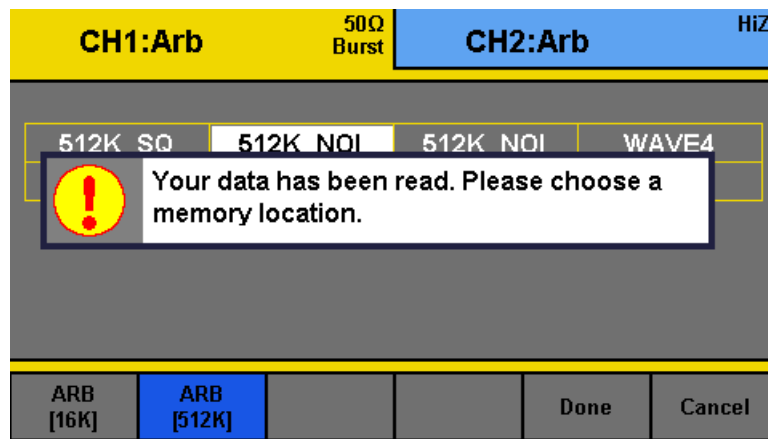 CH1:Arb
50Ω
Burst
CH2:Arb
HiZ
512K SQ
512K NOI
512K NOI
WAVE4
Your data has been read. Please choose a
memory location.
ARB
[16K]
ARB
[512K]
Done
Cancel